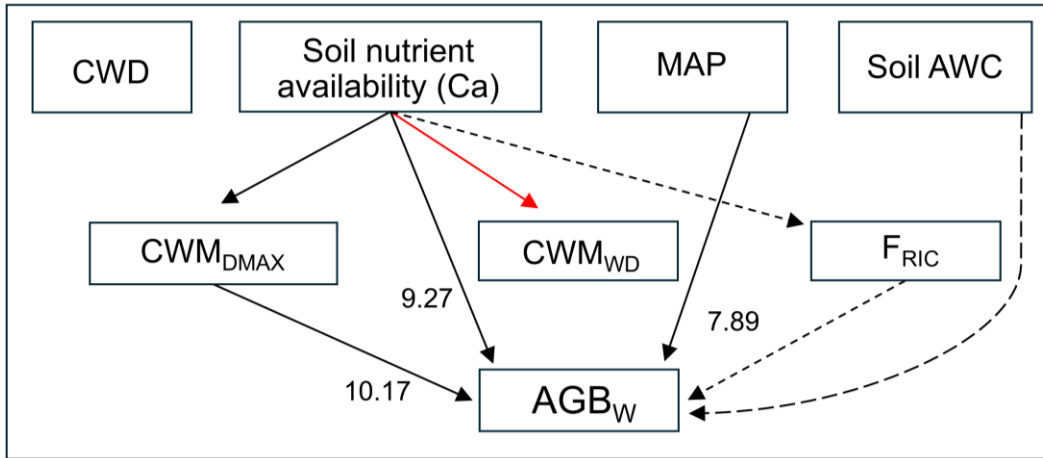 CWD
Soil nutrient
availability (Ca)
MAP
Soil AWC
CWM_DMAX
CWM_WD
F_RIC
9.27
7.89
10.17
AGB_W